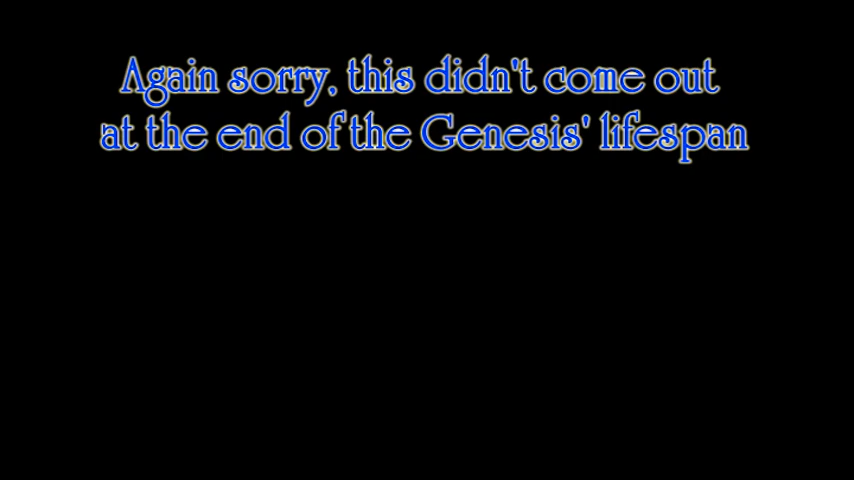 Again sorry, this didn't come out
at the end of the Genesis' lifespan